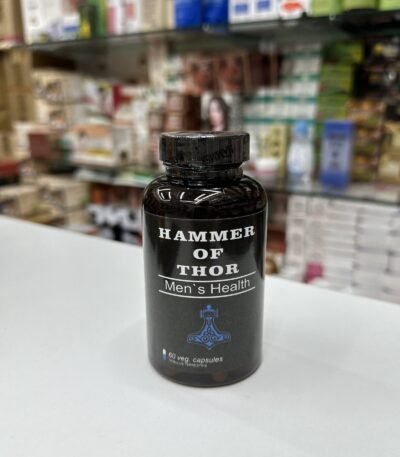 HAMMER
OF
THOR
Men`s Health
60 veg. capsules